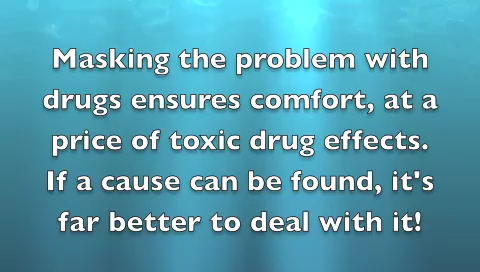 Masking the problem with
drugs ensures comfort, at a
price of toxic drug effects.
If a cause can be found, it's
far better to deal with it!